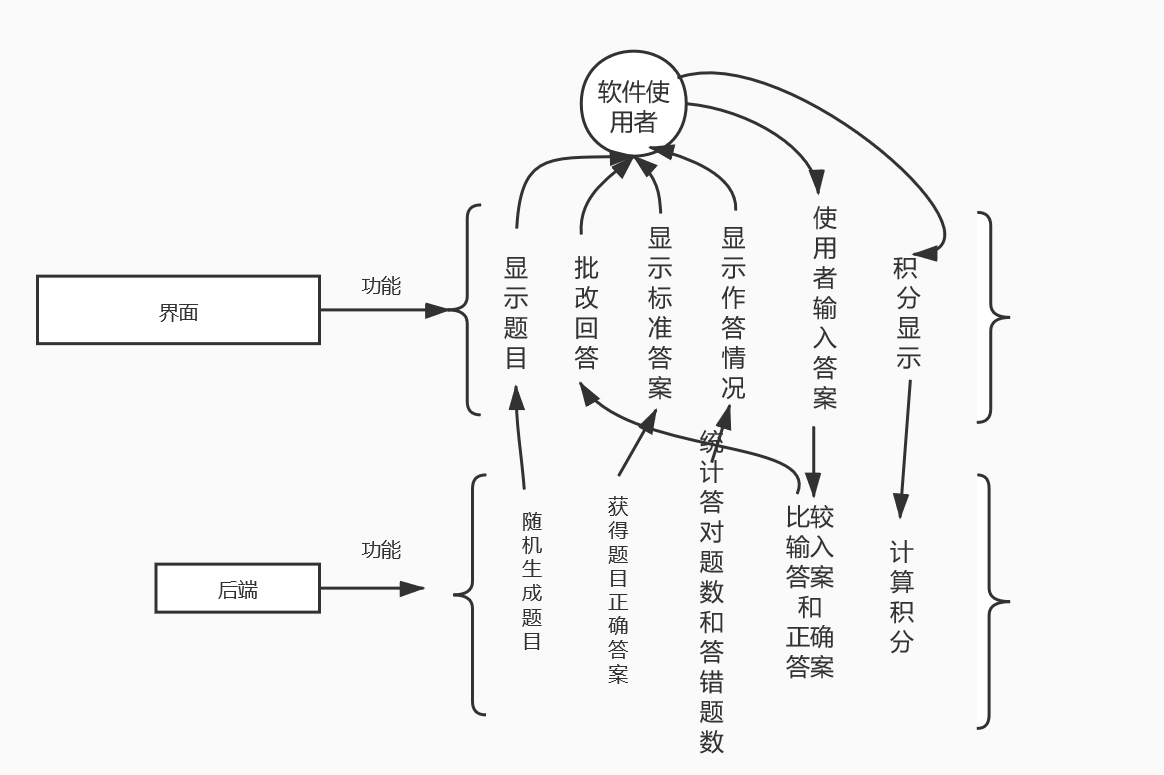 软件使
用者
界面
功能
显示题目
批改回答
显示标准答案
显示作答情况
使用者输入答案
积分显示
后端
功能
随机生成题目
获得题目正确答案
统计答对题数和答错题数
比较
输入
答案
和
正确
答案
计算积分